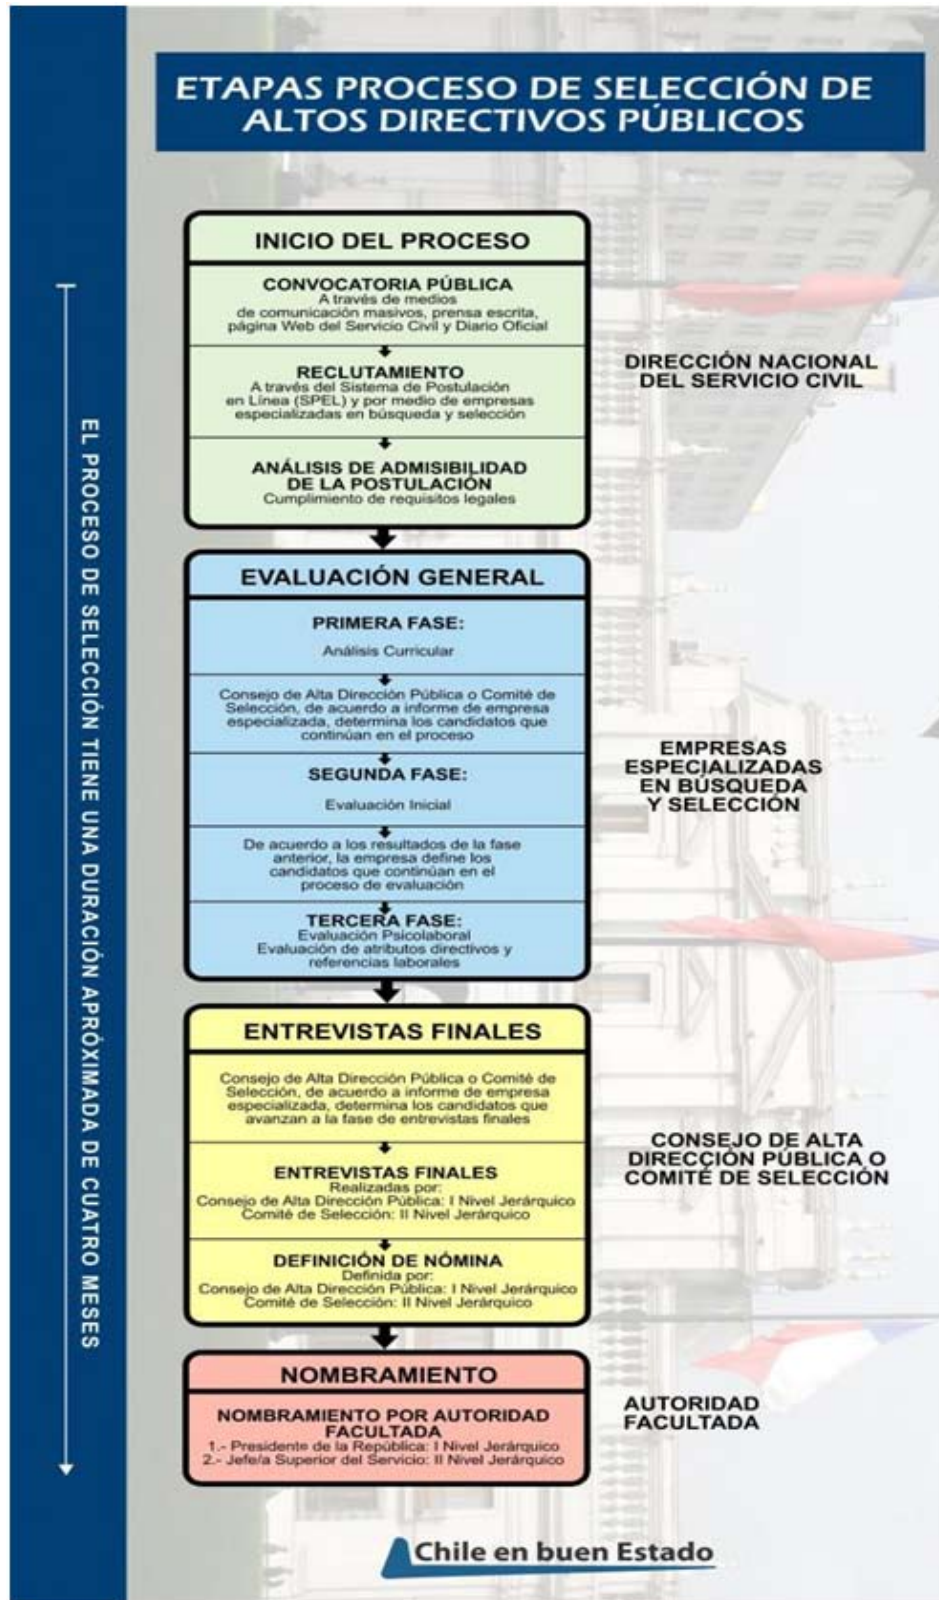 ETAPAS PROCESO DE SELECCIÓN DE
ALTOS DIRECTIVOS PÚBLICOS
EL PROCESO DE SELECCIÓN TIENE UNA DURACIÓN APRÓXIMADA DE CUATRO MESES
INICIO DEL PROCESO
CONVOCATORIA PÚBLICA
A través de medios
de comunicación masivos, prensa escrita,
página Web del Servicio Civil y Diario Oficial
RECLUTAMIENTO
A través del Sistema de Postulación
en Línea (SPEL) y por medio de empresas
especializadas en búsqueda y selección
ANÁLISIS DE ADMISIBILIDAD
DE LA POSTULACIÓN
Cumplimiento de requisitos legales
DIRECCIÓN NACIONAL
DEL SERVICIO CIVIL
EVALUACIÓN GENERAL
PRIMERA FASE:
Análisis Curricular
Consejo de Alta Dirección Pública o Comité de
Selección, de acuerdo a informe de empresa
especializada, determina los candidatos que
continúan en el proceso
SEGUNDA FASE:
Evaluación Inicial
De acuerdo a los resultados de la fase
anterior, la empresa define los
candidatos que continúan en el
proceso de evaluación
TERCERA FASE:
Evaluación Psicolaboral
Evaluación de atributos directivos y
referencias laborales
EMPRESAS
ESPECIALIZADAS
EN BÚSQUEDA
Y SELECCIÓN
ENTREVISTAS FINALES
Consejo de Alta Dirección Pública o Comité de
Selección, de acuerdo a informe de empresa
especializada, determina los candidatos que
avanzan a la fase de entrevistas finales
ENTREVISTAS FINALES
Realizadas por:
Consejo de Alta Dirección Pública: I Nivel Jerárquico
Comité de Selección: II Nivel Jerárquico
DEFINICIÓN DE NÓMINA
Definida por:
Consejo de Alta Dirección Pública: I Nivel Jerárquico
Comité de Selección: II Nivel Jerárquico
CONSEJO DE ALTA
DIRECCIÓN PÚBLICA O
COMITÉ DE SELECCIÓN
NOMBRAMIENTO
NOMBRAMIENTO POR AUTORIDAD
FACULTADA
1.- Presidente de la República: I Nivel Jerárquico
2.- Jefe/a Superior del Servicio: II Nivel Jerárquico
AUTORIDAD
FACULTADA
Chile en buen Estado